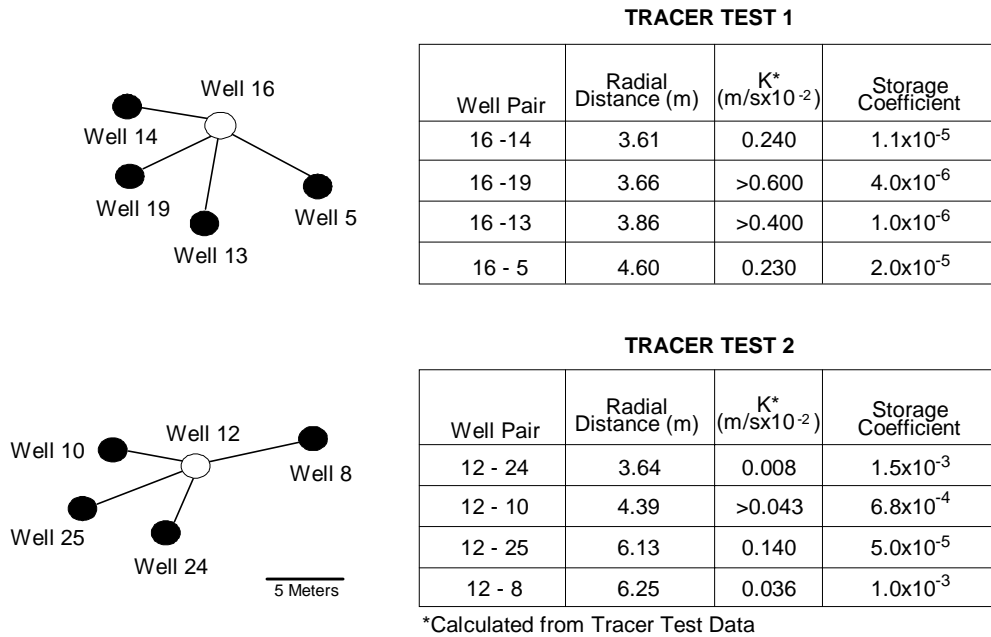 TRACER TEST 1
Well 16
Well 14
Well 19
Well 5
Well 13
Well Pair Radial Distance (m) K* (m/sx10⁻²) Storage Coefficient
16 -14 3.61 0.240 1.1x10⁻⁵
16 -19 3.66 >0.600 4.0x10⁻⁶
16 -13 3.86 >0.400 1.0x10⁻⁶
16 - 5 4.60 0.230 2.0x10⁻⁵
TRACER TEST 2
Well 10
Well 12
Well 8
Well 25
Well 24
5 Meters
Well Pair Radial Distance (m) K* (m/sx10⁻²) Storage Coefficient
12 - 24 3.64 0.008 1.5x10⁻³
12 - 10 4.39 >0.043 6.8x10⁻⁴
12 - 25 6.13 0.140 5.0x10⁻⁵
12 - 8 6.25 0.036 1.0x10⁻³
*Calculated from Tracer Test Data